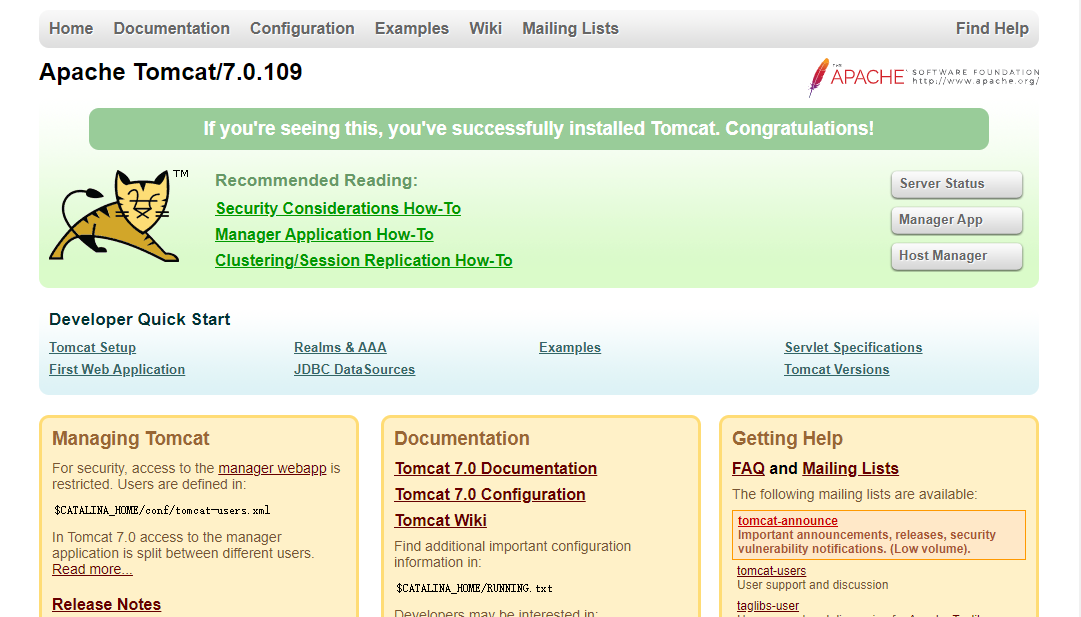 Home Documentation Configuration Examples Wiki Mailing Lists Find Help
Apache Tomcat/7.0.109
THE
APACHE SOFTWARE FOUNDATION
http://www.apache.org/
If you're seeing this, you've successfully installed Tomcat. Congratulations!
TM
Recommended Reading:
Security Considerations How-To
Manager Application How-To
Clustering/Session Replication How-To
Server Status
Manager App
Host Manager
Developer Quick Start
Tomcat Setup
First Web Application
Realms & AAA
JDBC DataSources
Examples
Servlet Specifications
Tomcat Versions
Managing Tomcat
For security, access to the manager webapp is
restricted. Users are defined in:
$CATALINA_HOME/conf/tomcat-users.xml
In Tomcat 7.0 access to the manager
application is split between different users.
Read more...
Release Notes
Documentation
Tomcat 7.0 Documentation
Tomcat 7.0 Configuration
Tomcat Wiki
Find additional important configuration
information in:
$CATALINA_HOME/RUNNING.txt
Developers may be interested in:
Getting Help
FAQ and Mailing Lists
The following mailing lists are available:
tomcat-announce
Important announcements, releases, security
vulnerability notifications. (Low volume).
tomcat-users
User support and discussion
taglibs-user